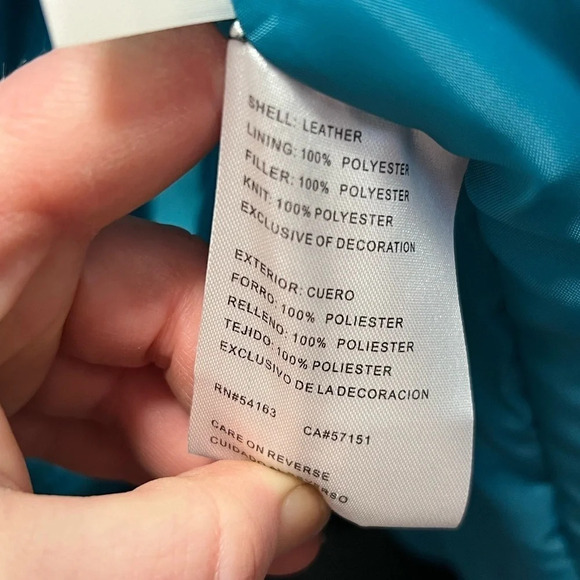 SHELL: LEATHER
LINING: 100% POLYESTER
FILLER: 100% POLYESTER
KNIT: 100% POLYESTER
EXCLUSIVE OF DECORATION
EXTERIOR: CUERO
FORRO: 100% POLIESTER
RELLENO: 100% POLIESTER
TEJIDO: 100% POLIESTER
EXCLUSIVO DE LA DECORACION
RN#54163 CA#57151
CARE ON REVERSE
CUIDADO